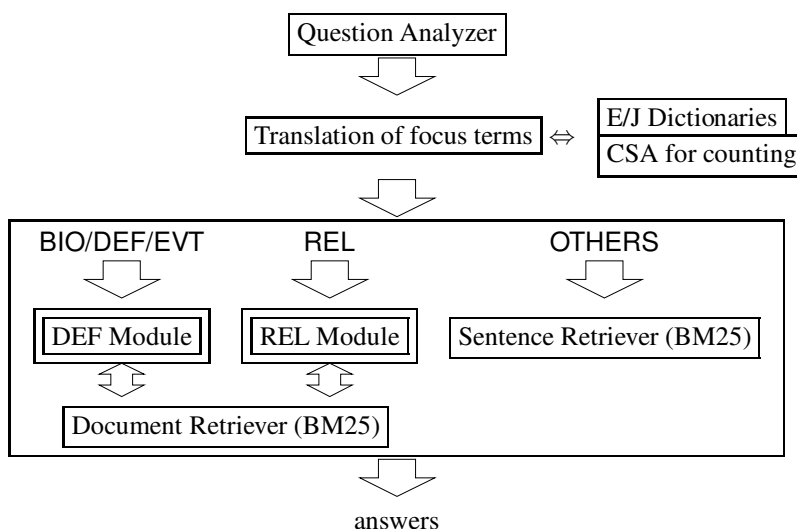 Question Analyzer
Translation of focus terms ⇔
E/J Dictionaries
CSA for counting
BIO/DEF/EVT REL OTHERS
DEF Module REL Module Sentence Retriever (BM25)
Document Retriever (BM25)
answers